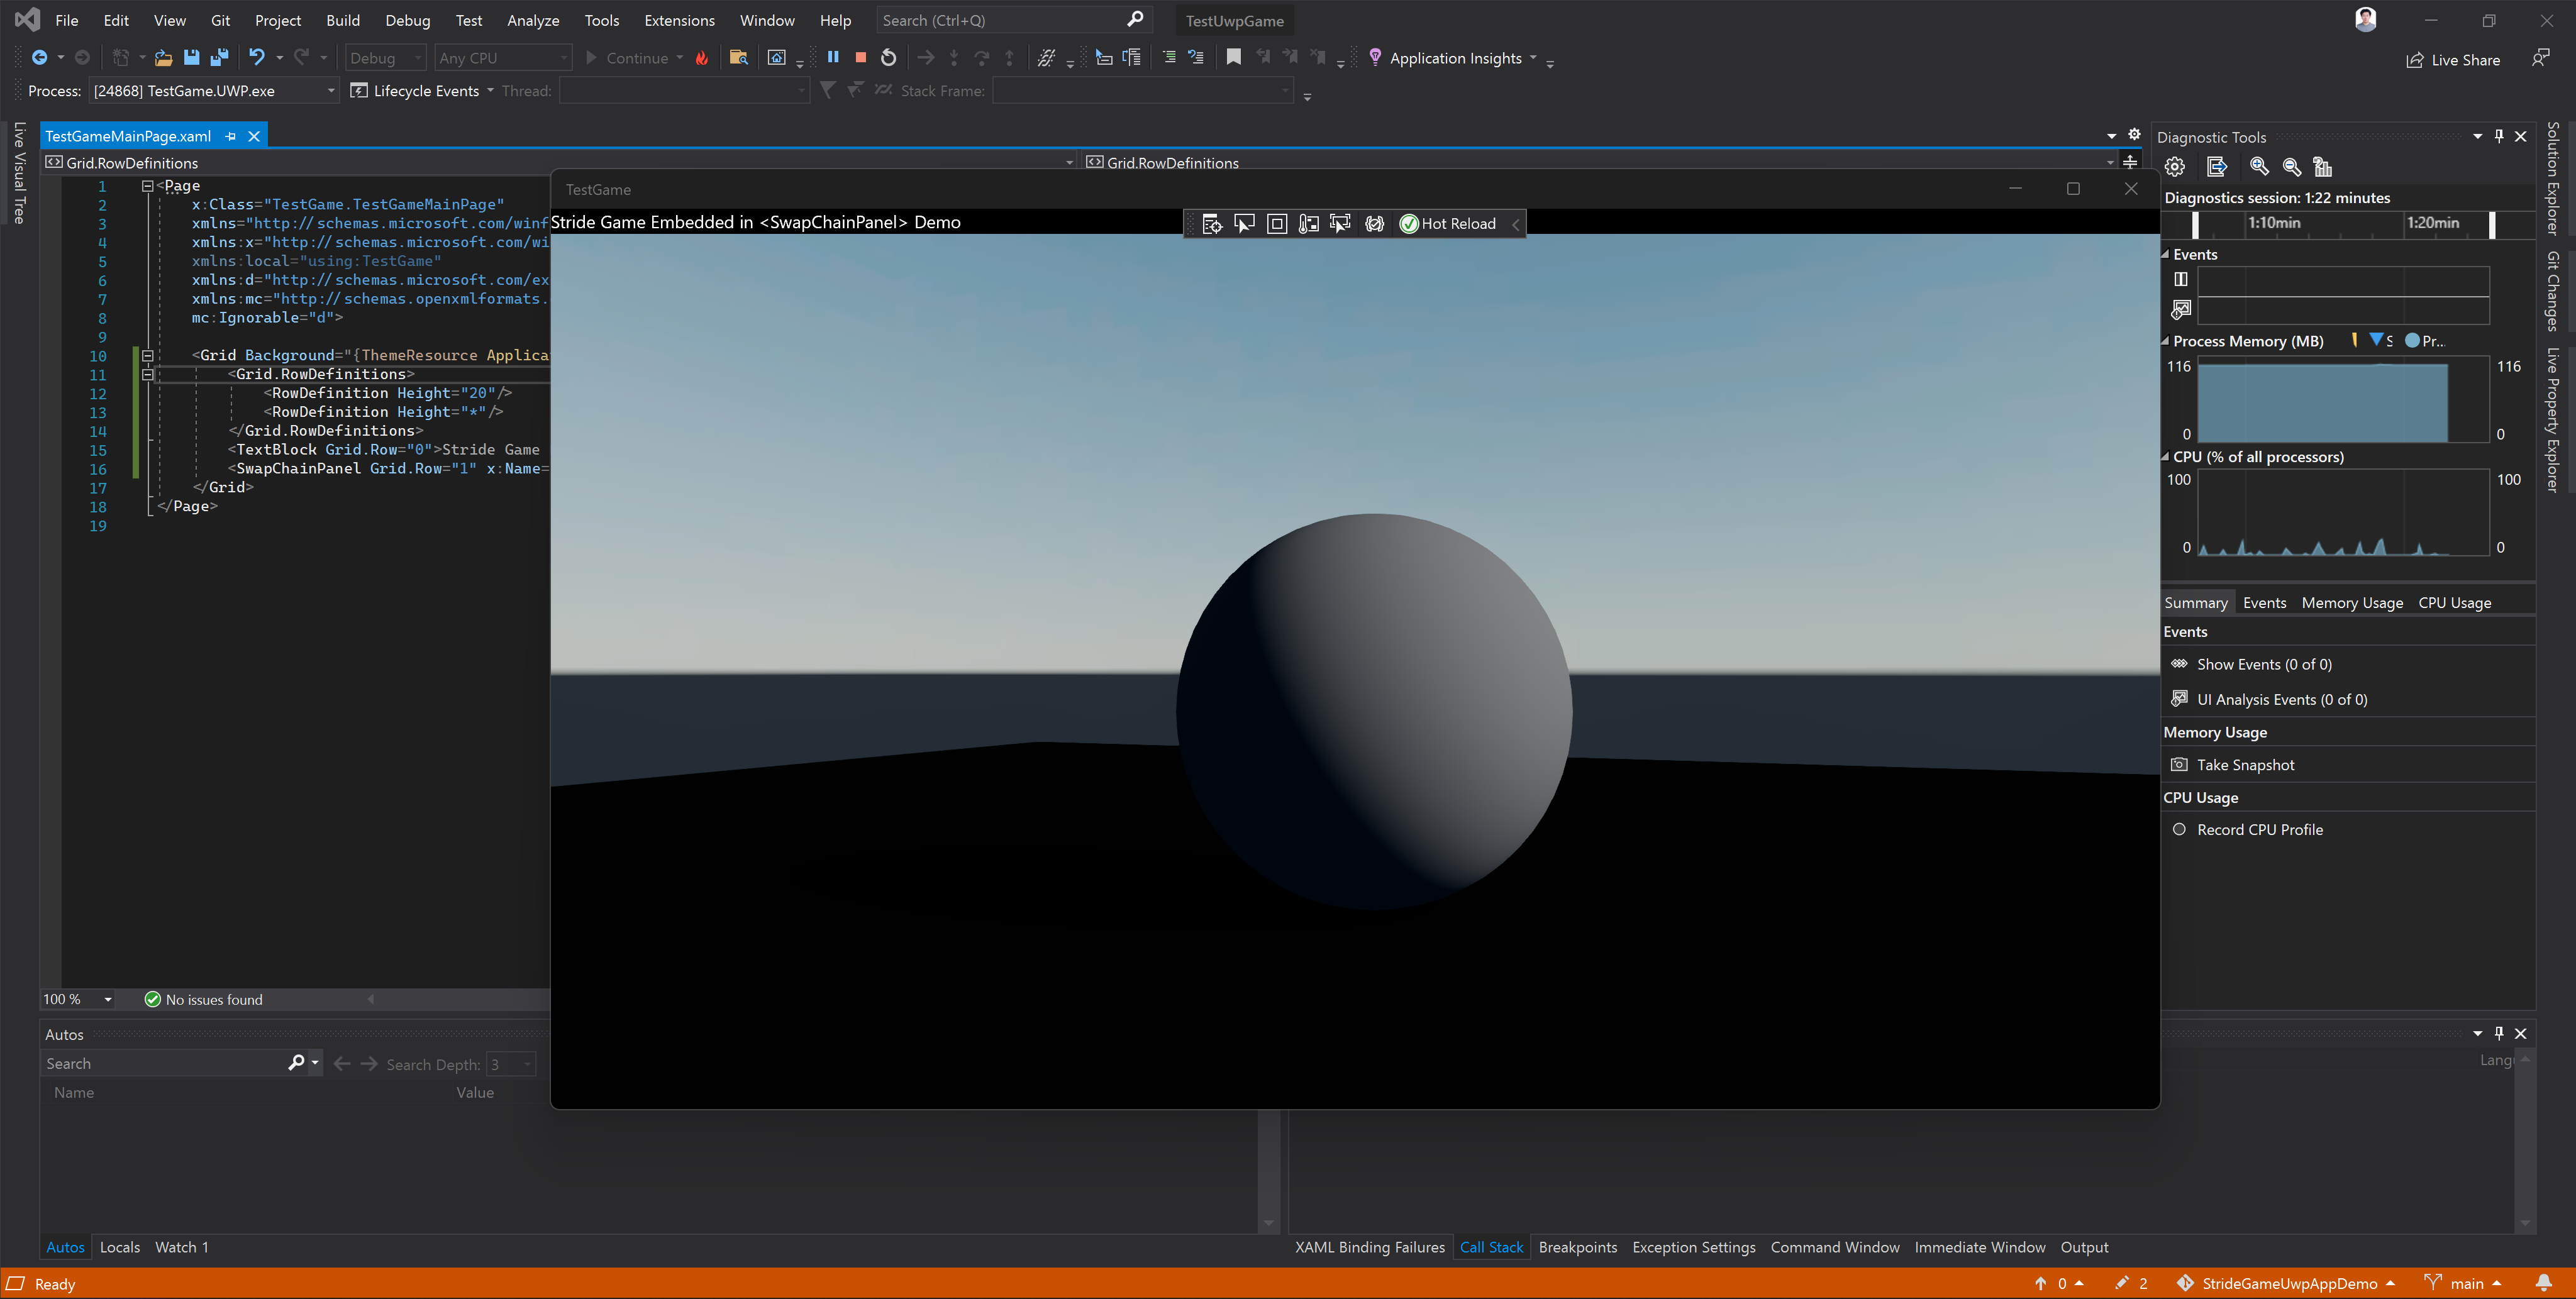 File Edit View Git Project Build Debug Test Analyze Tools Extensions Window Help Search (Ctrl+Q) TestUwpGame
Debug Any CPU Continue Application Insights Live Share
Process: [24868] TestGame.UWP.exe Lifecycle Events Thread: Stack Frame:
Live Visual Tree
TestGameMainPage.xaml
Grid.RowDefinitions Grid.RowDefinitions
1 <Page
2 x:Class="TestGame.TestGameMainPage"
3 xmlns="http://schemas.microsoft.com/winf
4 xmlns:x="http://schemas.microsoft.com/wi
5 xmlns:local="using:TestGame"
6 xmlns:d="http://schemas.microsoft.com/ex
7 xmlns:mc="http://schemas.openxmlformats.
8 mc:Ignorable="d">
9
10 <Grid Background="{ThemeResource Applica
11 <Grid.RowDefinitions>
12 <RowDefinition Height="20"/>
13 <RowDefinition Height="*"/>
14 </Grid.RowDefinitions>
15 <TextBlock Grid.Row="0">Stride Game
16 <SwapChainPanel Grid.Row="1" x:Name=
17 </Grid>
18 </Page>
19
TestGame
Stride Game Embedded in <SwapChainPanel> Demo
Hot Reload
100 % No issues found
Diagnostic Tools
Diagnostics session: 1:22 minutes
1:10min 1:20min
Events
Process Memory (MB) S Pr...
116 116
0 0
CPU (% of all processors)
100 100
0 0
Summary Events Memory Usage CPU Usage
Events
Show Events (0 of 0)
UI Analysis Events (0 of 0)
Memory Usage
Take Snapshot
CPU Usage
Record CPU Profile
Solution Explorer
Git Changes
Live Property Explorer
Autos
Search Search Depth: 3
Name Value
Lang
Autos Locals Watch 1
XAML Binding Failures Call Stack Breakpoints Exception Settings Command Window Immediate Window Output
Ready 0 2 StrideGameUwpAppDemo main